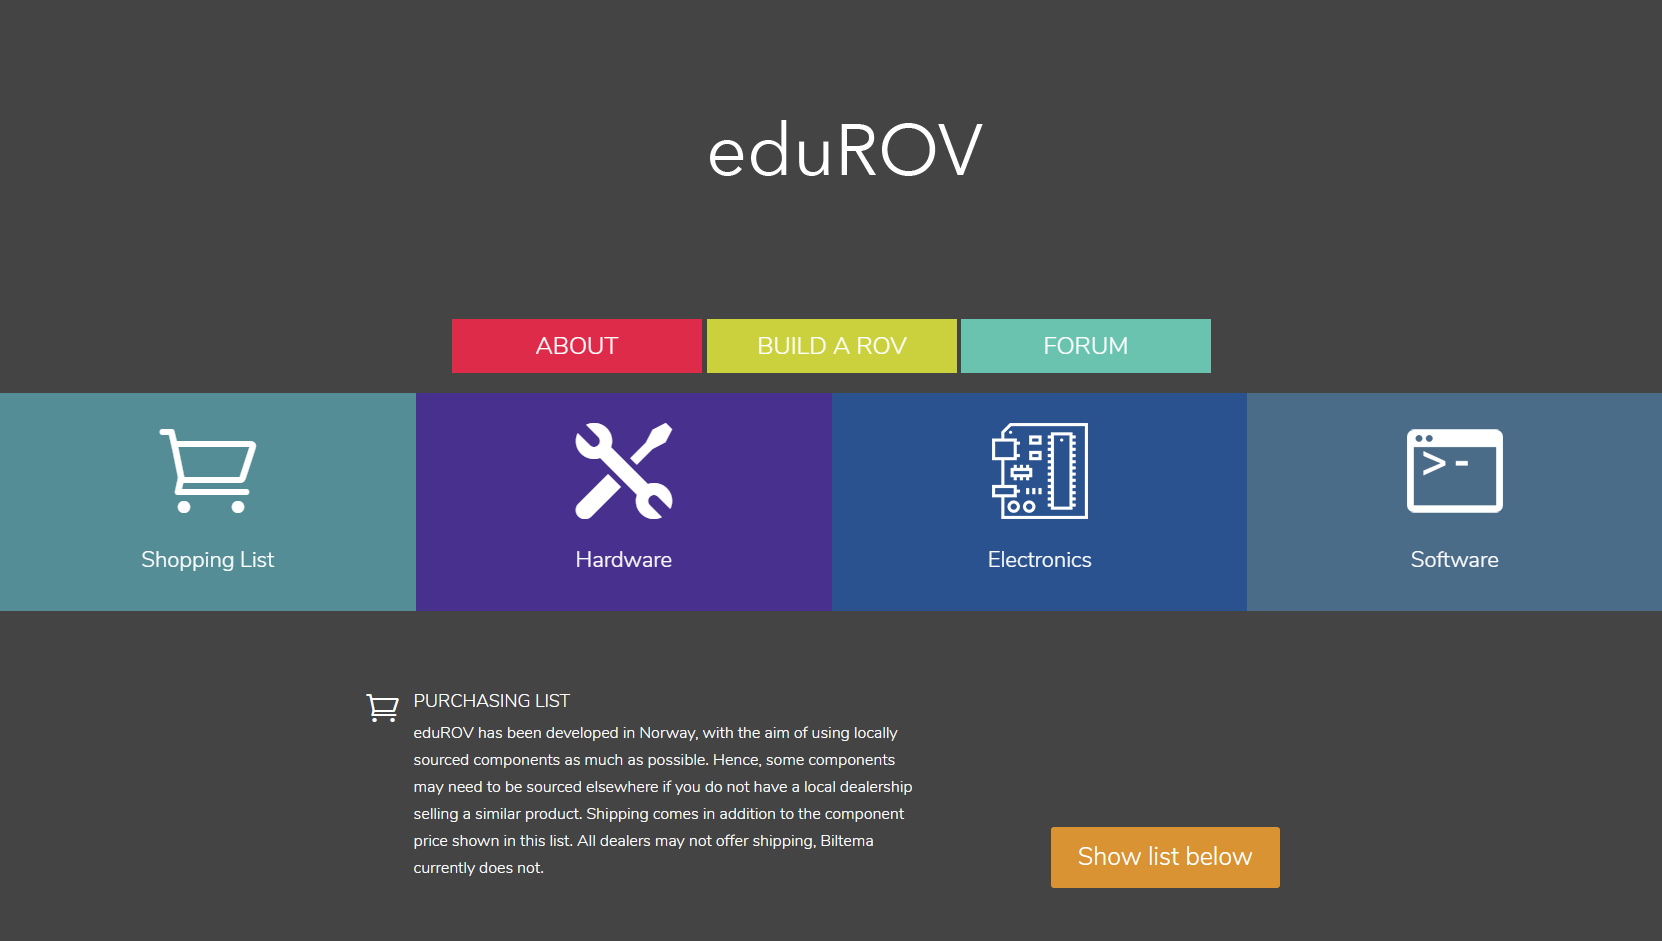 eduROV
ABOUT
BUILD A ROV
FORUM
>-
Shopping List
Hardware
Electronics
Software
PURCHASING LIST
eduROV has been developed in Norway, with the aim of using locally
sourced components as much as possible. Hence, some components
may need to be sourced elsewhere if you do not have a local dealership
selling a similar product. Shipping comes in addition to the component
price shown in this list. All dealers may not offer shipping, Biltema
currently does not.
Show list below